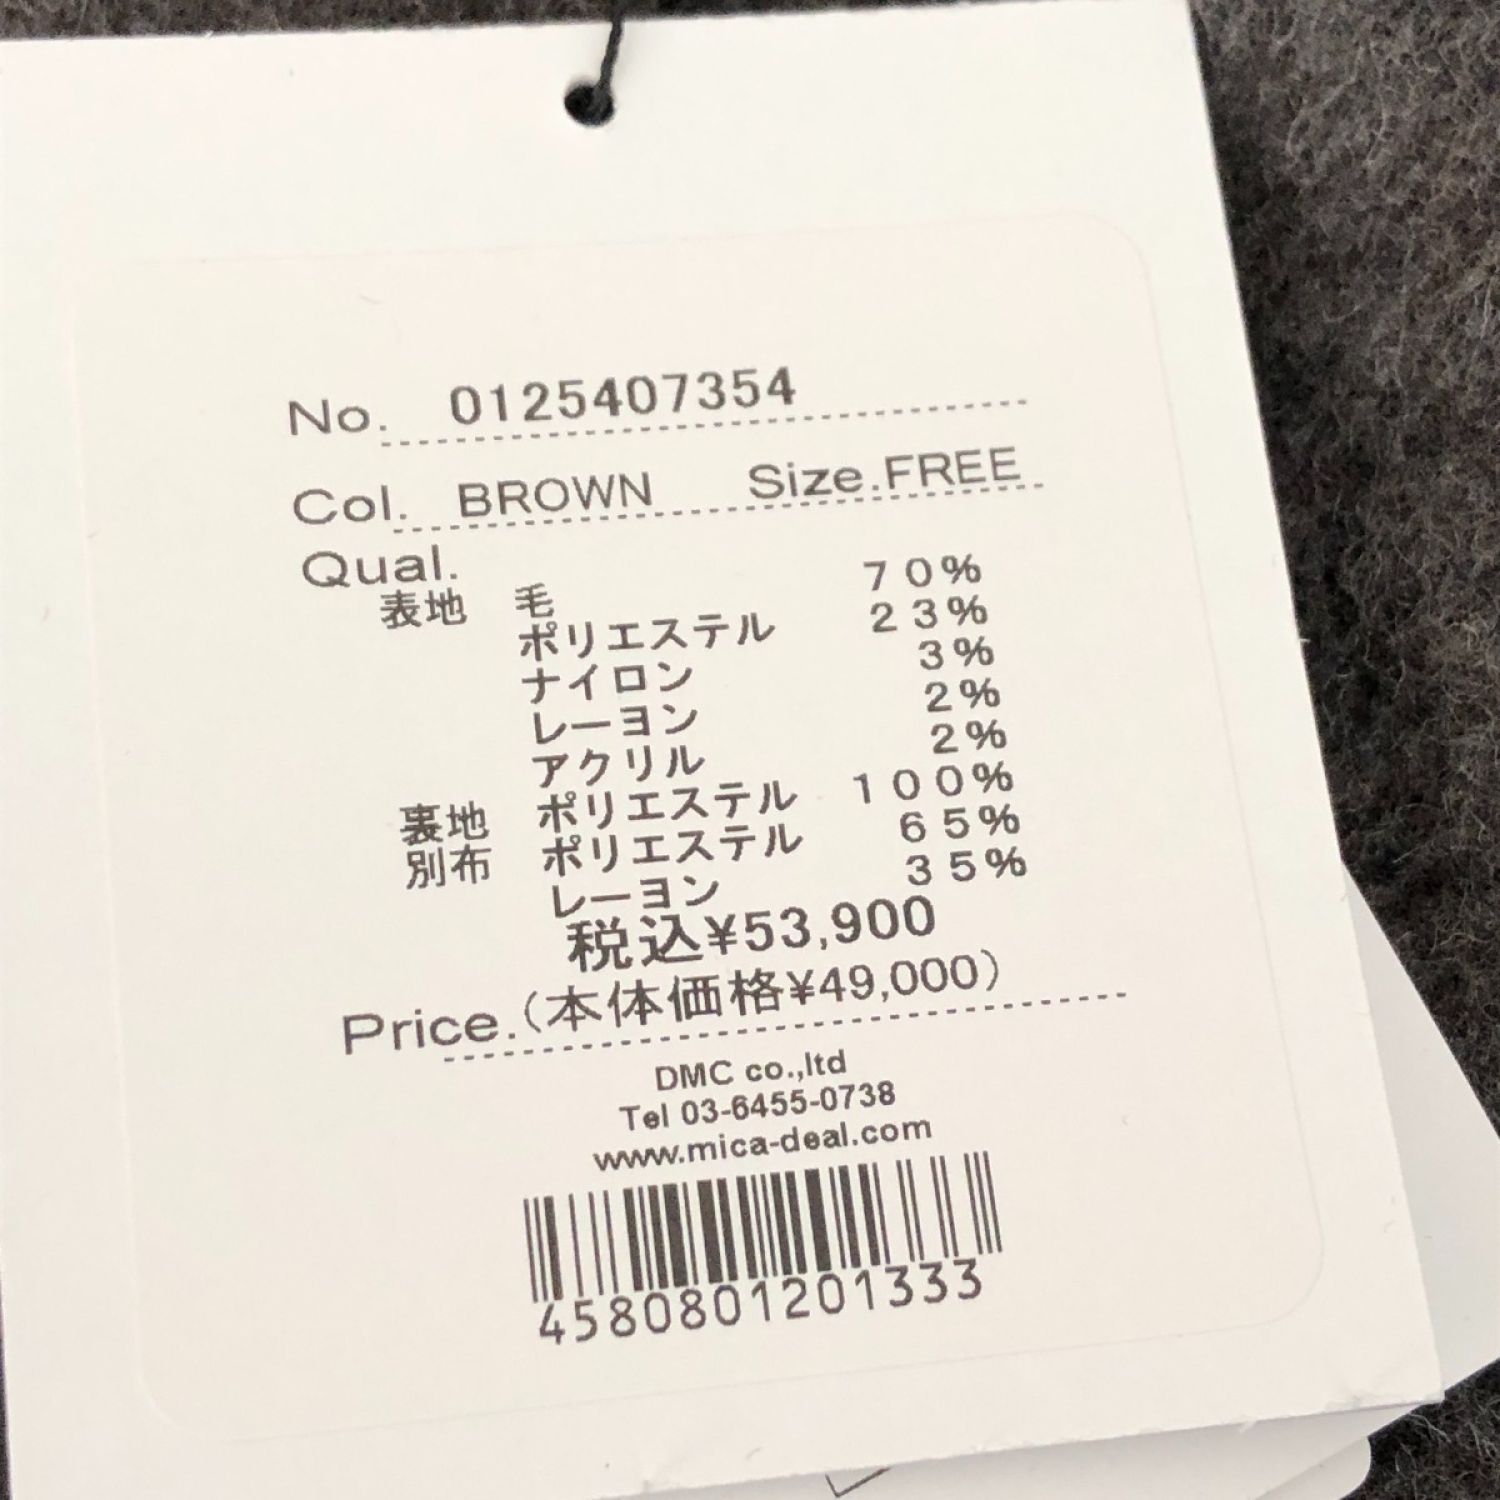 No. 0125407354
Col. BROWN Size.FREE
Qual.
表地 毛 70%
ポリエステル 23%
ナイロン 3%
レーヨン 2%
アクリル 2%
裏地 ポリエステル 100%
別布 ポリエステル 65%
レーヨン 35%
税込¥53,900
Price.(本体価格¥49,000)
DMC co.,ltd
Tel 03-6455-0738
www.mica-deal.com
4580801201333